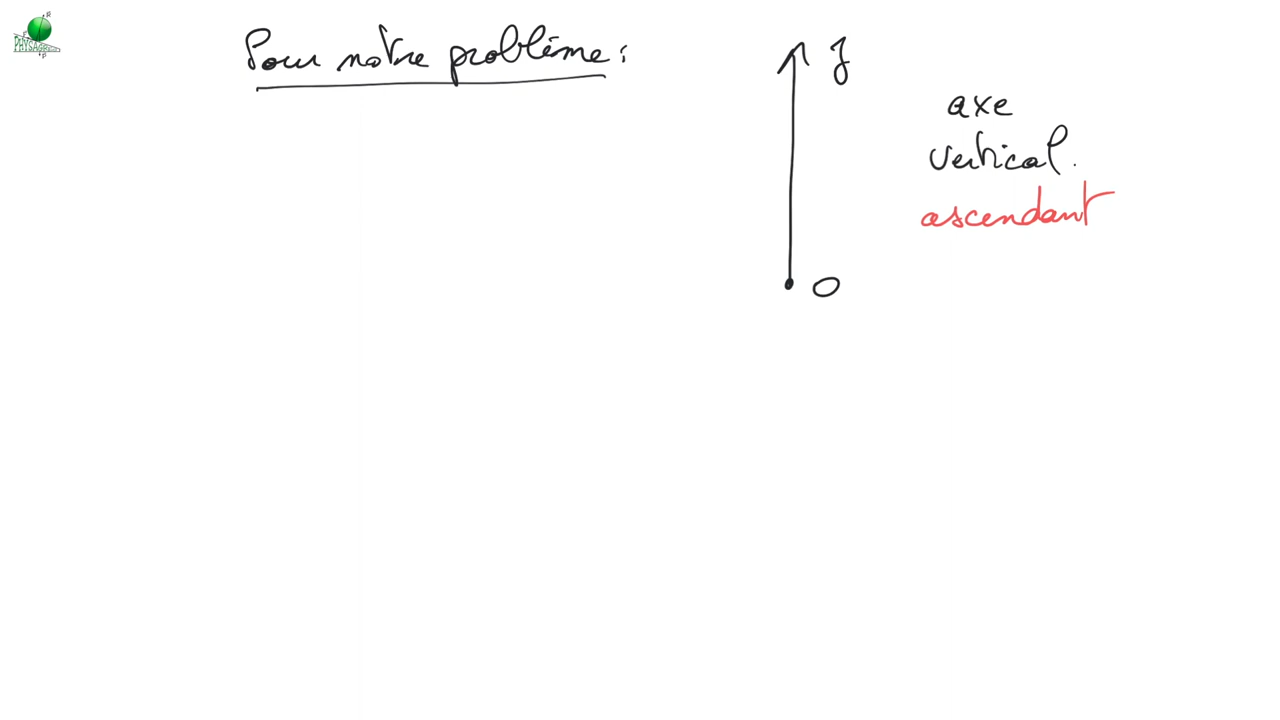 Pour notre problème :
z
axe
vertical.
ascendant
O